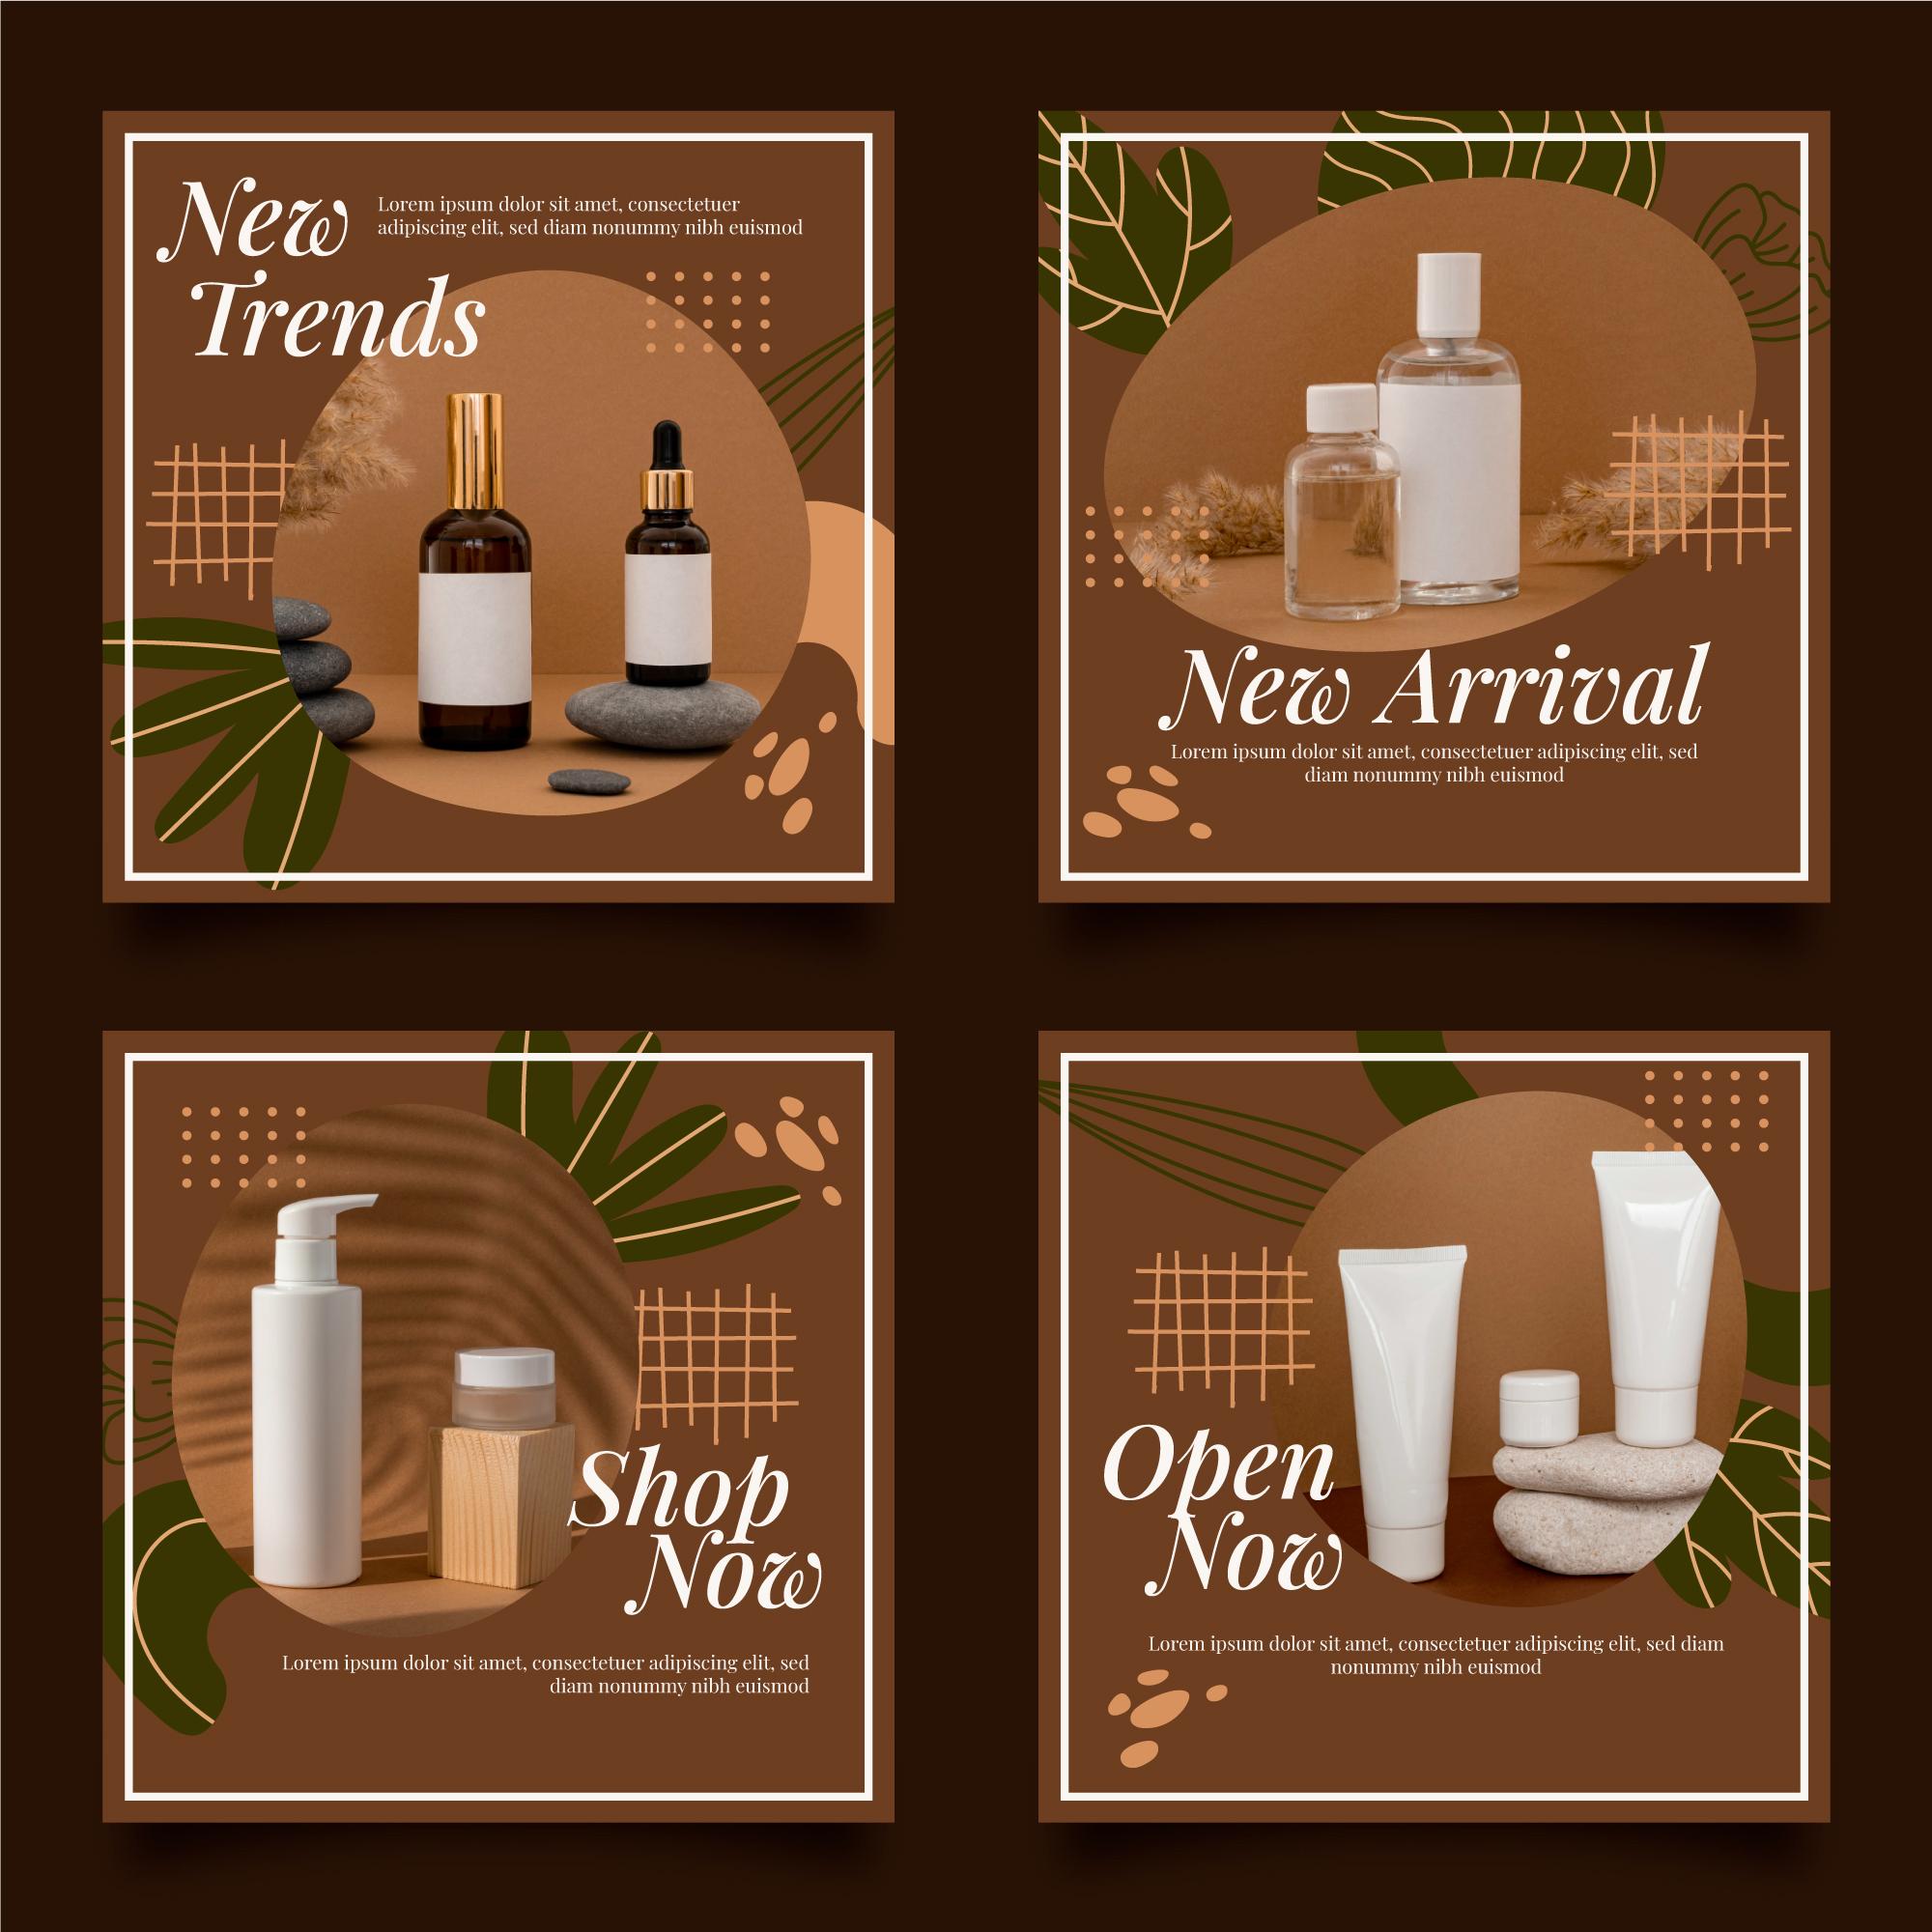 New
Trends
Lorem ipsum dolor sit amet, consectetuer
adipiscing elit, sed diam nonummy nibh euismod
New Arrival
Lorem ipsum dolor sit amet, consectetuer adipiscing elit, sed
diam nonummy nibh euismod
Shop
Now
Lorem ipsum dolor sit amet, consectetuer adipiscing elit, sed
diam nonummy nibh euismod
Open
Now
Lorem ipsum dolor sit amet, consectetuer adipiscing elit, sed diam
nonummy nibh euismod